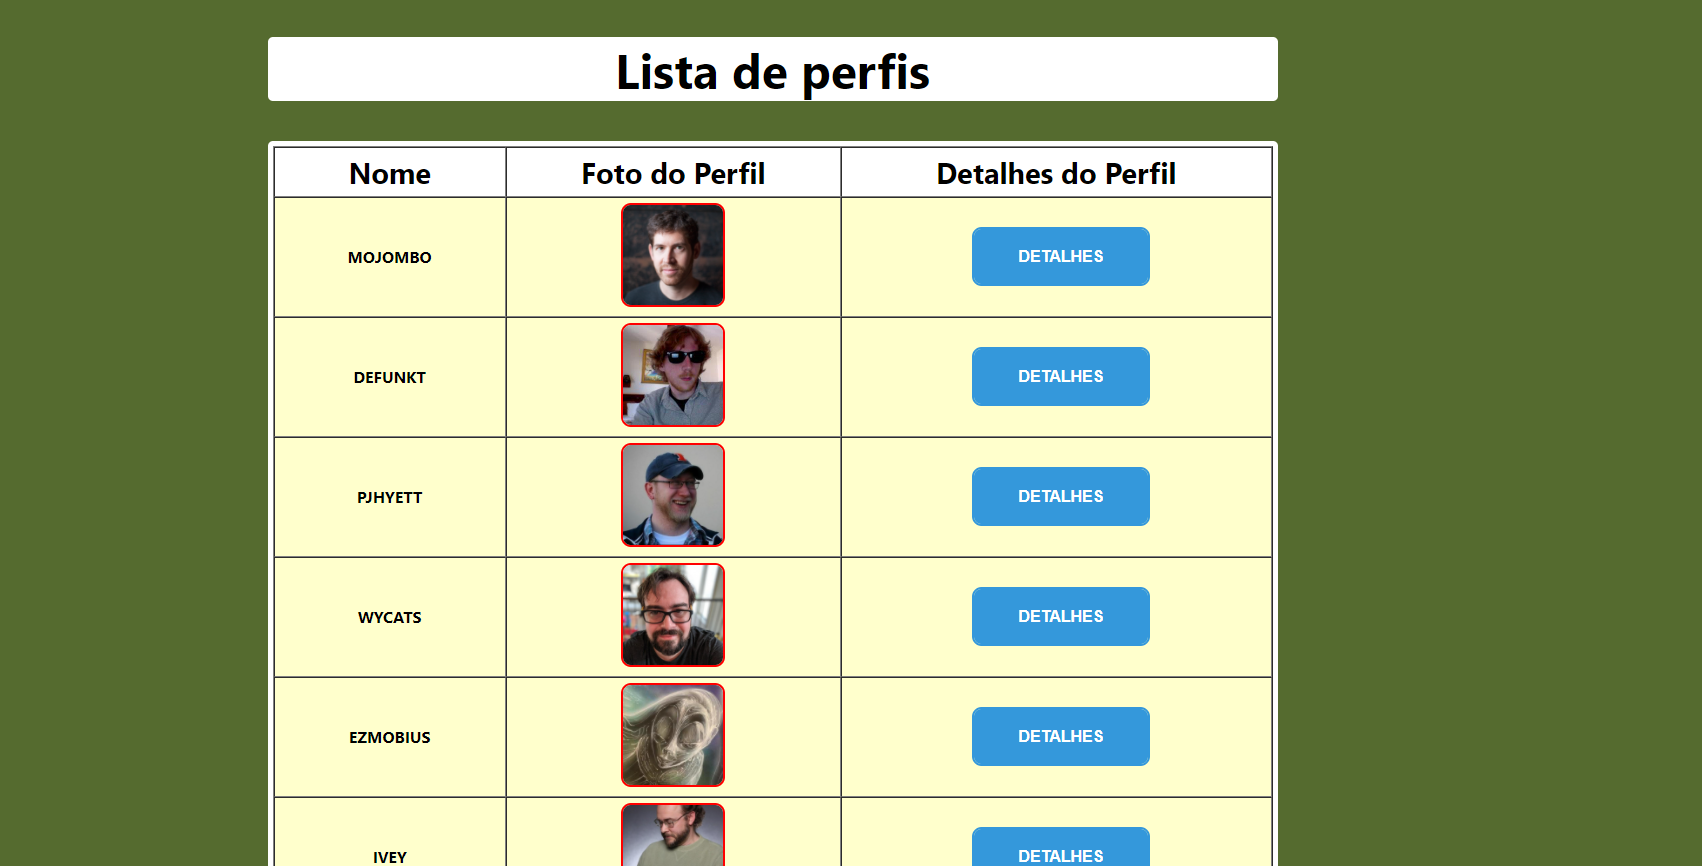 Lista de perfis
Nome Foto do Perfil Detalhes do Perfil
MOJOMBO DETALHES
DEFUNKT DETALHES
PJHYETT DETALHES
WYCATS DETALHES
EZMOBIUS DETALHES
IVEY DETALHES